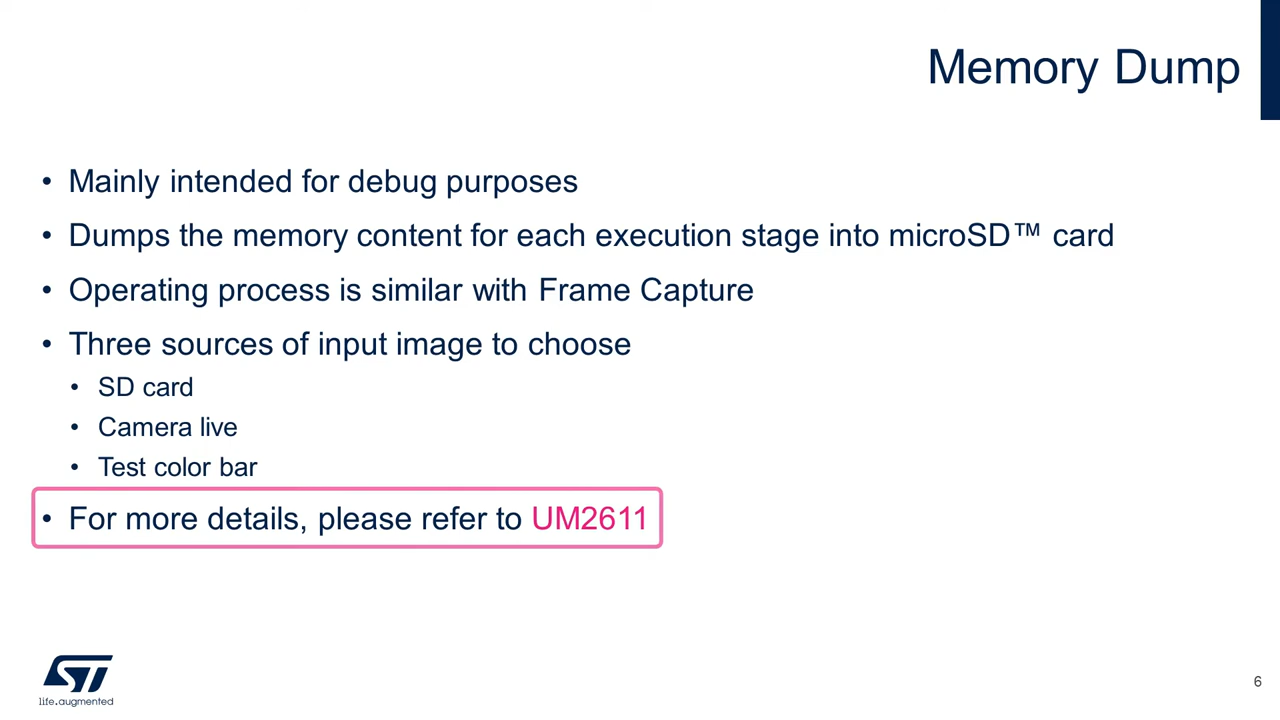 Memory Dump
• Mainly intended for debug purposes
• Dumps the memory content for each execution stage into microSD™ card
• Operating process is similar with Frame Capture
• Three sources of input image to choose
• SD card
• Camera live
• Test color bar
• For more details, please refer to UM2611
ST
life.augmented
6